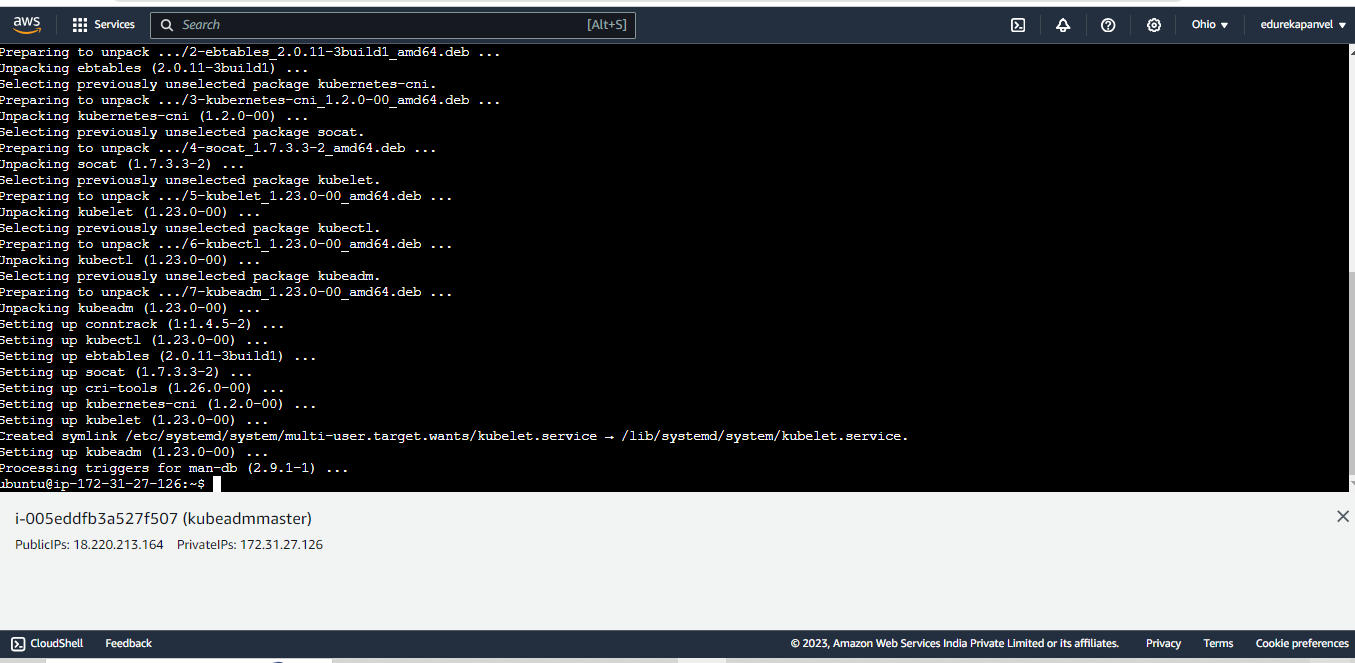 aws Services Search [Alt+S] Ohio edurekapanvel
Preparing to unpack .../2-ebtables_2.0.11-3build1_amd64.deb ...
Unpacking ebtables (2.0.11-3build1) ...
Selecting previously unselected package kubernetes-cni.
Preparing to unpack .../3-kubernetes-cni_1.2.0-00_amd64.deb ...
Unpacking kubernetes-cni (1.2.0-00) ...
Selecting previously unselected package socat.
Preparing to unpack .../4-socat_1.7.3.3-2_amd64.deb ...
Unpacking socat (1.7.3.3-2) ...
Selecting previously unselected package kubelet.
Preparing to unpack .../5-kubelet_1.23.0-00_amd64.deb ...
Unpacking kubelet (1.23.0-00) ...
Selecting previously unselected package kubectl.
Preparing to unpack .../6-kubectl_1.23.0-00_amd64.deb ...
Unpacking kubectl (1.23.0-00) ...
Selecting previously unselected package kubeadm.
Preparing to unpack .../7-kubeadm_1.23.0-00_amd64.deb ...
Unpacking kubeadm (1.23.0-00) ...
Setting up conntrack (1:1.4.5-2) ...
Setting up kubectl (1.23.0-00) ...
Setting up ebtables (2.0.11-3build1) ...
Setting up socat (1.7.3.3-2) ...
Setting up cri-tools (1.26.0-00) ...
Setting up kubernetes-cni (1.2.0-00) ...
Setting up kubelet (1.23.0-00) ...
Created symlink /etc/systemd/system/multi-user.target.wants/kubelet.service → /lib/systemd/system/kubelet.service.
Setting up kubeadm (1.23.0-00) ...
Processing triggers for man-db (2.9.1-1) ...
ubuntu@ip-172-31-27-126:~$
i-005eddfb3a527f507 (kubeadmmaster)
PublicIPs: 18.220.213.164 PrivateIPs: 172.31.27.126
CloudShell Feedback © 2023, Amazon Web Services India Private Limited or its affiliates. Privacy Terms Cookie preferences